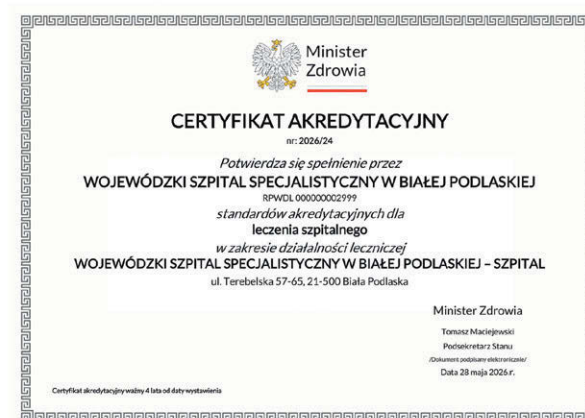 Minister
Zdrowia
CERTYFIKAT AKREDYTACYJNY
nr: 2026/24
Potwierdza się spełnienie przez
WOJEWÓDZKI SZPITAL SPECJALISTYCZNY W BIAŁEJ PODLASKIEJ
RPWDL 000000002999
standardów akredytacyjnych dla
leczenia szpitalnego
w zakresie działalności leczniczej
WOJEWÓDZKI SZPITAL SPECJALISTYCZNY W BIAŁEJ PODLASKIEJ – SZPITAL
ul. Terebelska 57-65, 21-500 Biała Podlaska
Minister Zdrowia
Tomasz Maciejewski
Podsekretarz Stanu
/Dokument podpisany elektronicznie/
Data 28 maja 2026 r.
Certyfikat akredytacyjny ważny 4 lata od daty wystawienia